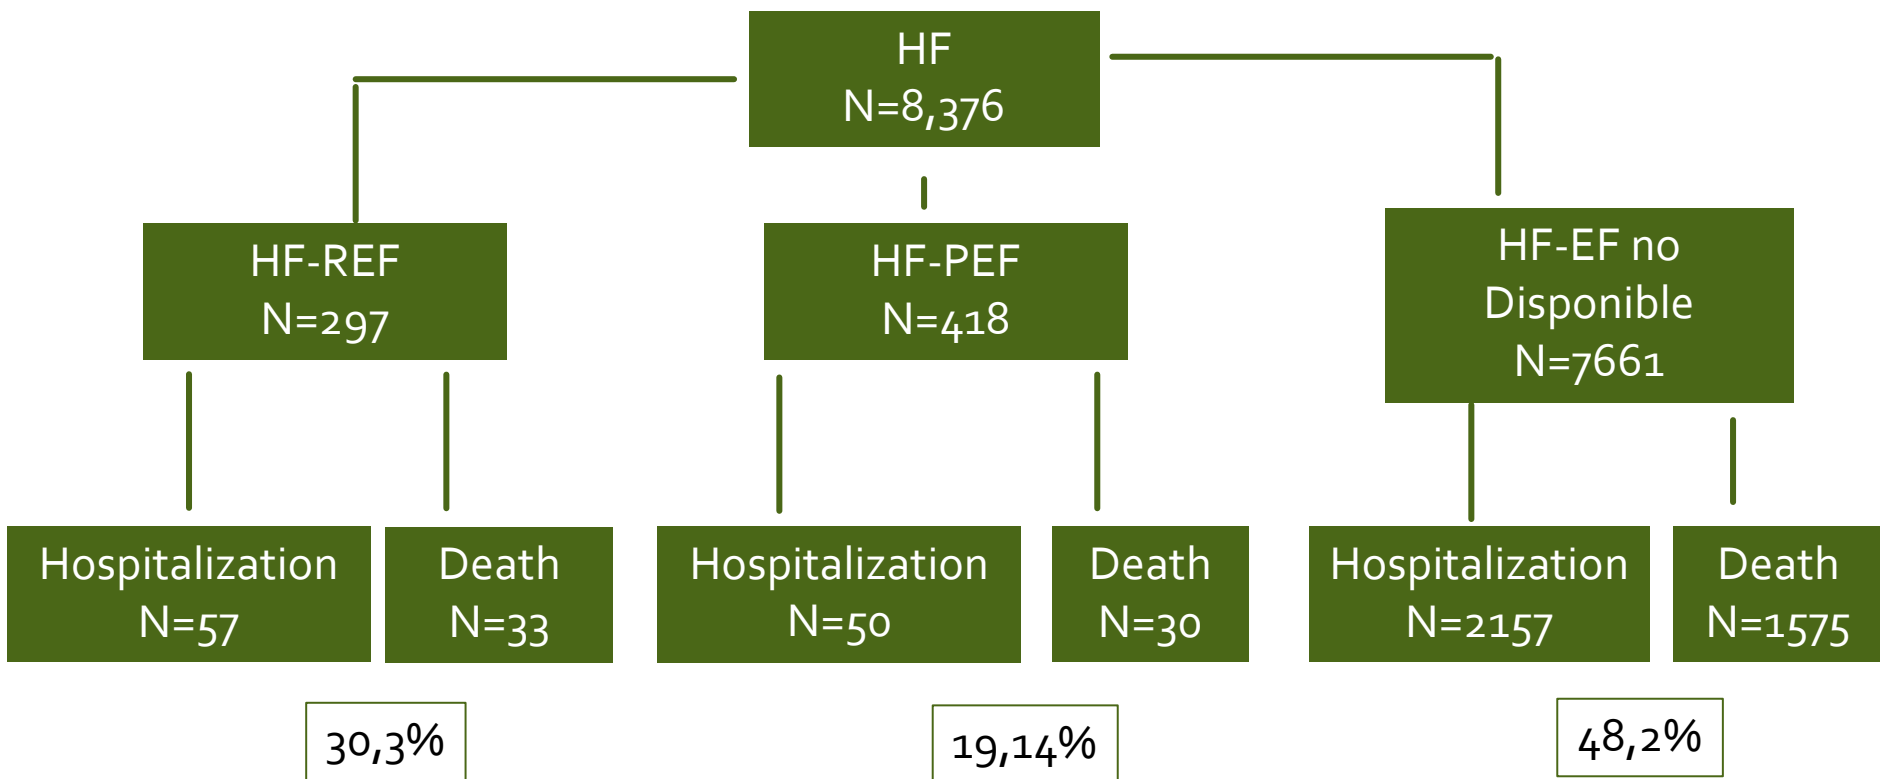 HF
N=8,376
HF-REF
N=297
HF-PEF
N=418
HF-EF no
Disponible
N=7661
Hospitalization
N=57
Death
N=33
Hospitalization
N=50
Death
N=30
Hospitalization
N=2157
Death
N=1575
30,3%
19,14%
48,2%